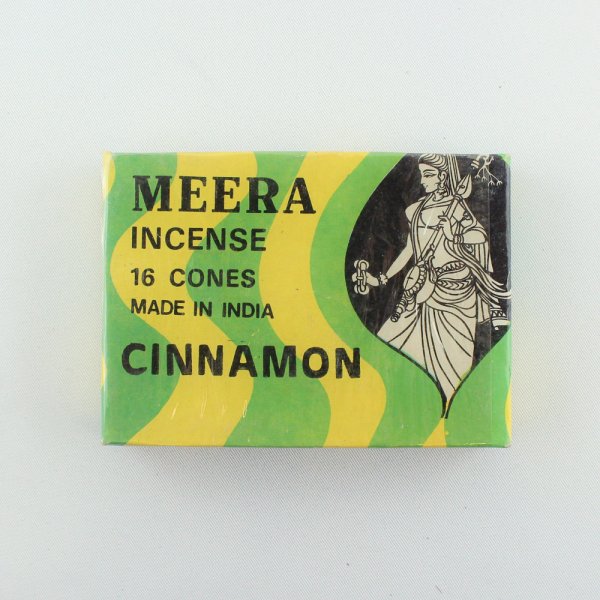 MEERA
INCENSE
16 CONES
MADE IN INDIA
CINNAMON